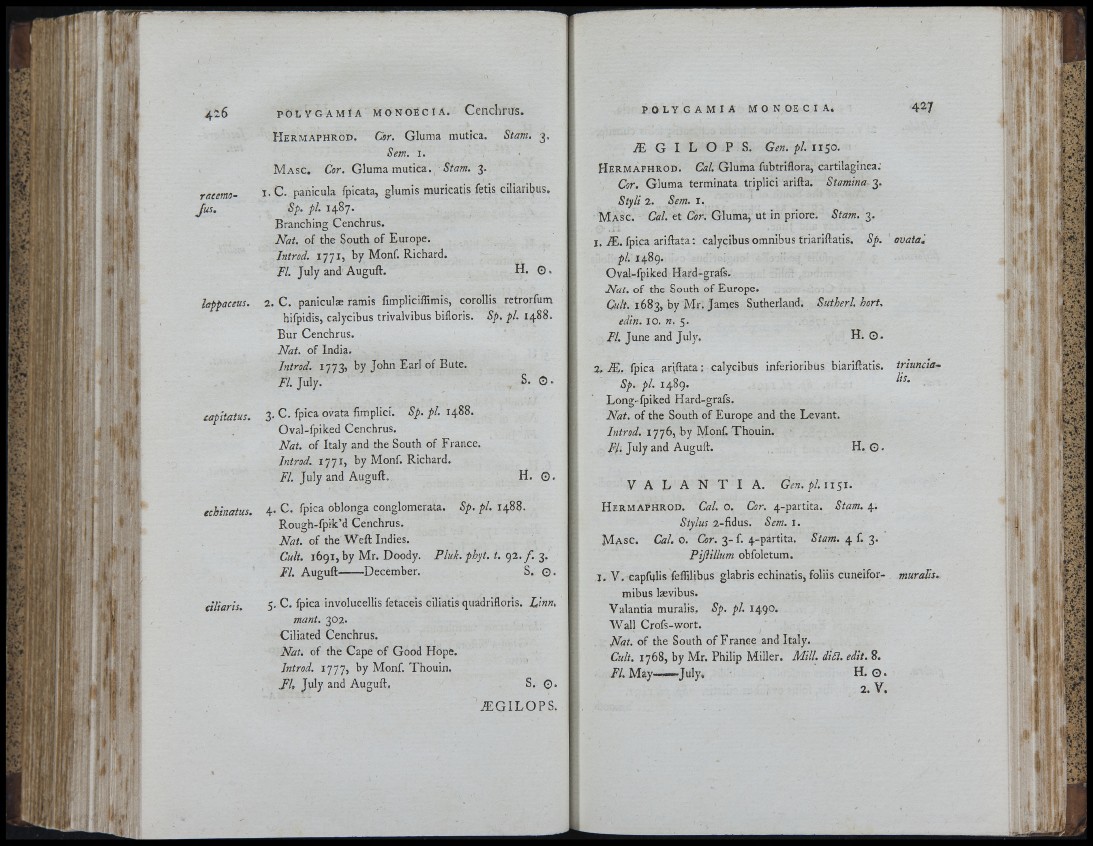 426 POLYGAMIA MONOECIA. Cenchrus.
HERMAPHROD. Cor. Gluma mutica. Stam. 3.
Sem. 1.
MASC. Cor. Gluma mutica. Stam. 3.
racemo- 1. C. panicula ſpicata, glumis muricatis ſetis ciliaribus.
ſus. Sp. pl. 1487.
Branching Cenchrus.
Nat. of the South of Europe.
Introd. 1771, by Monſ. Richard.
Fl. July and Auguſt. H. ☉.
lappaceus. 2. C. paniculæ ramis ſimpliciſſimis, corollis retrorſum
hiſpidis, calycibus trivalvibus bifloris. Sp. pl. 1488.
Bur Cenchrus.
Nat. of India.
Introd. 1773, by John Earl of Bute.
Fl. July. S. ☉.
capitatus. 3. C. ſpica ovata ſimplici. Sp. pl. 1488.
Oval-ſpiked Cenchrus.
Nat. of Italy and the South of France.
Introd. 1771, by Monſ. Richard.
Fl. July and Auguſt. H. ☉.
echinatus. 4. C. ſpica oblonga conglomerata. Sp. pl. 1488.
Rough-ſpik'd Cenchrus.
Nat. of the Weſt Indies.
Cult. 1691, by Mr. Doody. Pluk. phyt. t. 92. f. 3.
Fl. Auguſt——December. S. ☉.
ciliaris. 5. C. ſpica involucellis ſetaceis ciliatis quadrifloris. Linn.
mant. 302.
Ciliated Cenchrus.
Nat. of the Cape of Good Hope.
Introd. 1777, by Monſ. Thouin.
Fl. July and Auguſt. S. ☉.
ÆGILOPS.
POLYGAMIA MONOECIA. 427
ÆGILOPS. Gen. pl. 1150.
HERMAPHROD. Cal. Gluma ſubtriflora, cartilaginea.
Cor. Gluma terminata triplici ariſta. Stamina 3.
Styli 2. Sem. 1.
MASC. Cal. et Cor. Gluma, ut in priore. Stam. 3.
1. Æ. ſpica ariſtata: calycibus omnibus triariſtatis. Sp. ovata.
pl. 1489.
Oval-ſpiked Hard-graſs.
Nat. of the South of Europe.
Cult. 1683, by Mr. James Sutherland. Sutherl. hort.
edin. 10. n. 5.
Fl. June and July. H. ☉.
2. Æ. ſpica ariſtata: calycibus inferioribus biariſtatis. triuncia-
Sp. pl. 1489. lis.
Long-ſpiked Hard-graſs.
Nat. of the South of Europe and the Levant.
Introd. 1776, by Monſ. Thouin.
Fl. July and Auguſt. H. ☉.
VALANTIA. Gen. pl. 1151.
HERMAPHROD. Cal. 0. Cor. 4-partita. Stam. 4.
Stylus 2-fidus. Sem. 1.
MASC. Cal. 0. Cor. 3- ſ. 4-partita. Stam. 4 ſ. 3.
Piſtillum obſoletum.
1. V. capſulis ſeſſilibus glabris echinatis, foliis cuneifor- muralis.
mibus lævibus.
Valantia muralis. Sp. pl. 1490.
Wall Croſs-wort.
Nat. of the South of France and Italy.
Cult. 1768, by Mr. Philip Miller. Mill. dict. edit. 8.
Fl. May——July. H. ☉.
2. V.